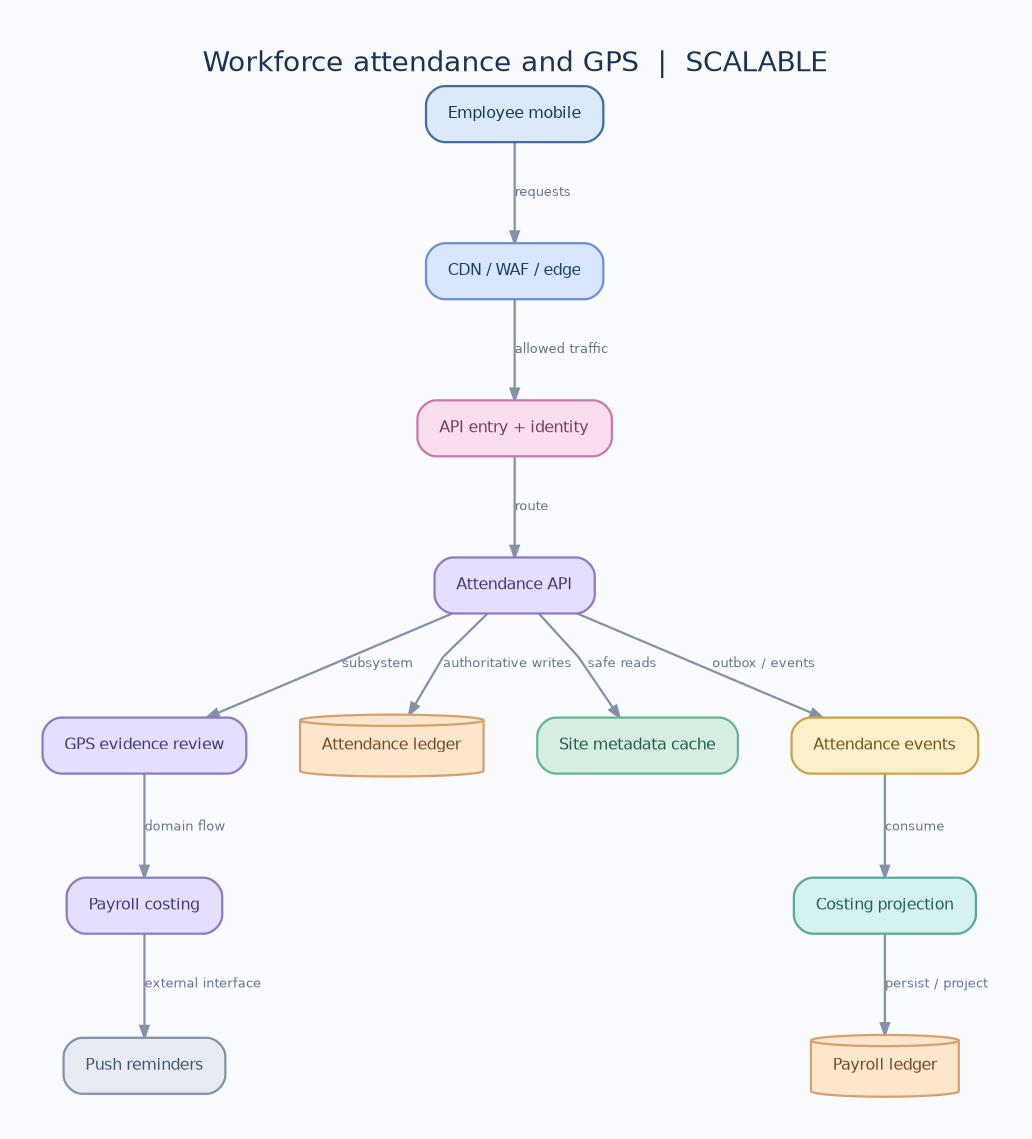 Workforce attendance and GPS | SCALABLE
Employee mobile
requests
CDN / WAF / edge
allowed traffic
API entry + identity
route
Attendance API
subsystem
authoritative writes
safe reads
outbox / events
GPS evidence review
Attendance ledger
Site metadata cache
Attendance events
domain flow
consume
Payroll costing
Costing projection
external interface
persist / project
Push reminders
Payroll ledger